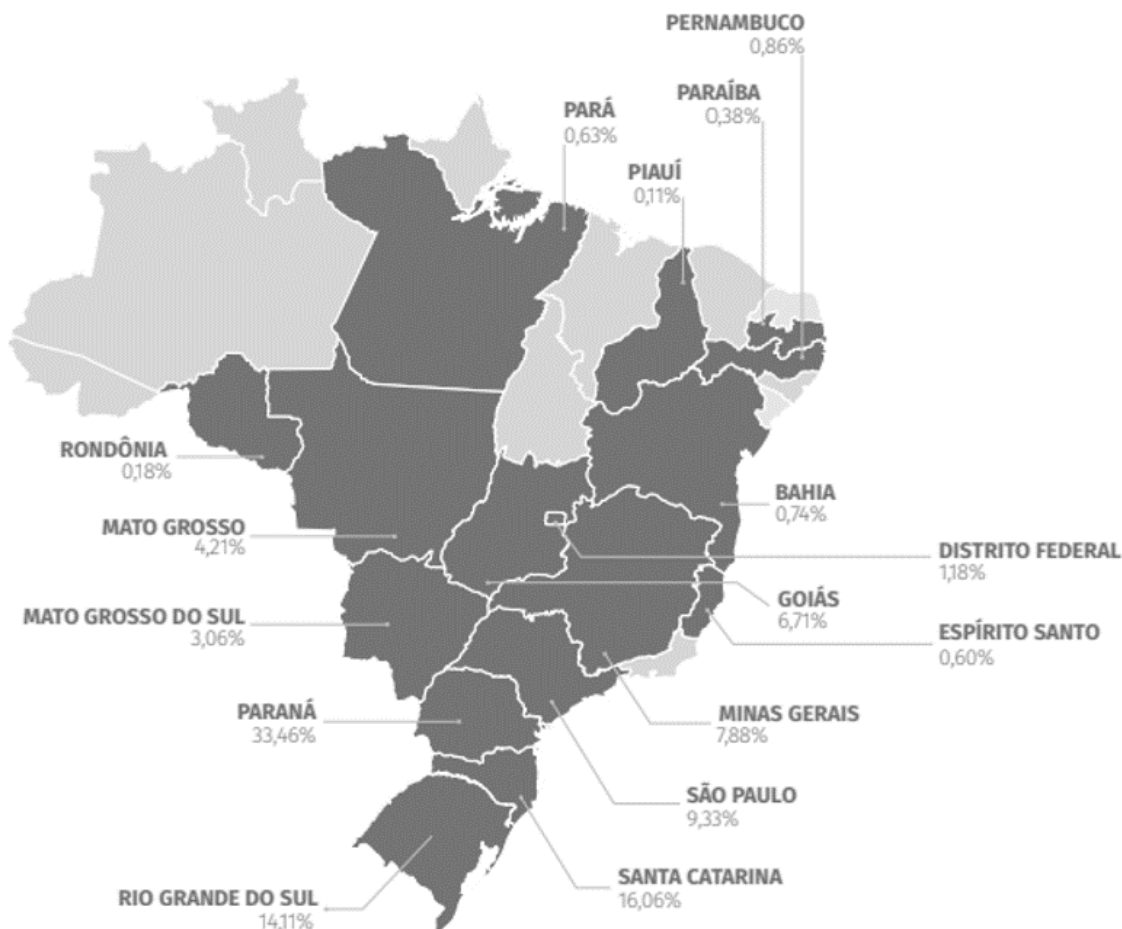 PERNAMBUCO
0,86%
PARAÍBA
0,38%
PARÁ
0,63%
PIAUÍ
0,11%
RONDÔNIA
0,18%
BAHIA
0,74%
MATO GROSSO
4,21%
DISTRITO FEDERAL
1,18%
GOIÁS
6,71%
MATO GROSSO DO SUL
3,06%
ESPÍRITO SANTO
0,60%
PARANÁ
33,46%
MINAS GERAIS
7,88%
SÃO PAULO
9,33%
SANTA CATARINA
16,06%
RIO GRANDE DO SUL
14,11%